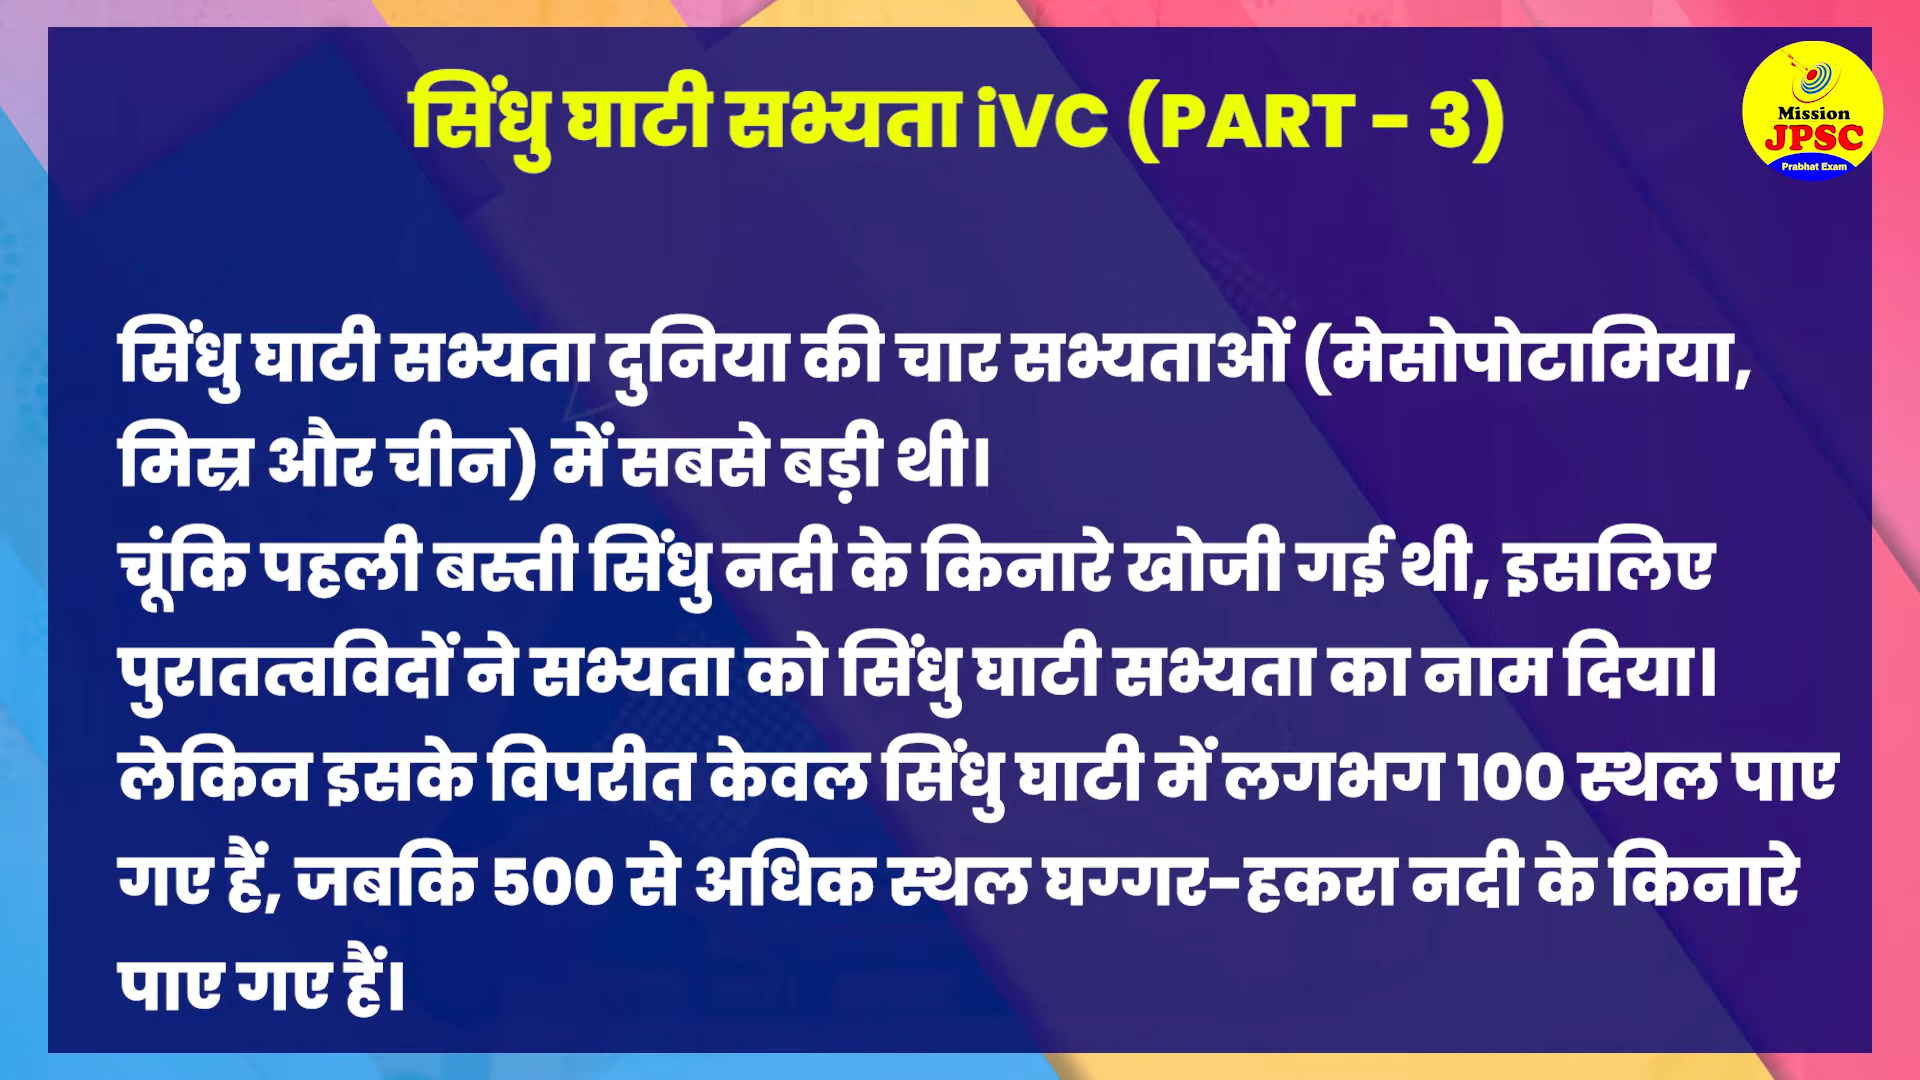 सिंधु घाटी सभ्यता iVC (PART - 3)
Mission
JPSC
Prabhat Exam
सिंधु घाटी सभ्यता दुनिया की चार सभ्यताओं (मेसोपोटामिया,
मिस्र और चीन) में सबसे बड़ी थी।
चूंकि पहली बस्ती सिंधु नदी के किनारे खोजी गई थी, इसलिए
पुरातत्वविदों ने सभ्यता को सिंधु घाटी सभ्यता का नाम दिया।
लेकिन इसके विपरीत केवल सिंधु घाटी में लगभग 100 स्थल पाए
गए हैं, जबकि 500 से अधिक स्थल घग्गर-हकरा नदी के किनारे
पाए गए हैं।